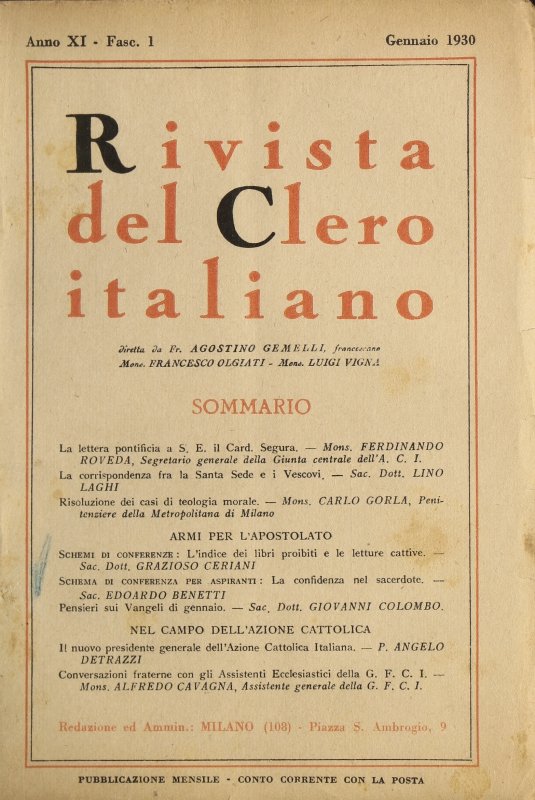 Anno XI - Fasc. 1
Gennaio 1930
Rivista
del Clero
italiano
diretta da Fr. AGOSTINO GEMELLI, francescano
Mons. FRANCESCO OLGIATI - Mons. LUIGI VIGNA
SOMMARIO
La lettera pontificia a S. E. il Card. Segura. — Mons. FERDINANDO
ROVEDA, Segretario generale della Giunta centrale dell'A. C. I.
La corrispondenza fra la Santa Sede e i Vescovi. — Sac. Dott. LINO
LAGHI
Risoluzione dei casi di teologia morale. — Mons. CARLO GORLA, Peni-
tenziere della Metropolitana di Milano
ARMI PER L'APOSTOLATO
SCHEMI DI CONFERENZE: L'indice dei libri proibiti e le letture cattive. —
Sac. Dott. GRAZIOSO CERIANI
SCHEMA DI CONFERENZA PER ASPIRANTI: La confidenza nel sacerdote. —
Sac. EDOARDO BENETTI
Pensieri sui Vangeli di gennaio. — Sac. Dott. GIOVANNI COLOMBO.
NEL CAMPO DELL'AZIONE CATTOLICA
Il nuovo presidente generale dell'Azione Cattolica Italiana. — P. ANGELO
DETRAZZI
Conversazioni fraterne con gli Assistenti Ecclesiastici della G. F. C. I. —
Mons. ALFREDO CAVAGNA, Assistente generale della G. F. C. I.
Redazione ed Ammin.: MILANO (108) - Piazza S. Ambrogio, 9
PUBBLICAZIONE MENSILE - CONTO CORRENTE CON LA POSTA